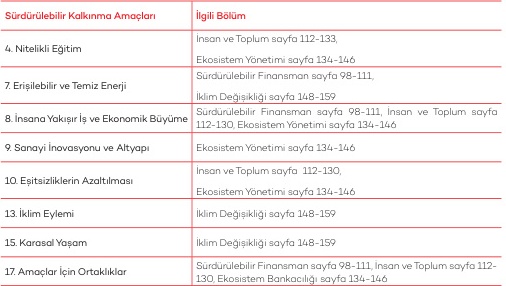 Sürdürülebilir Kalkınma Amaçları İlgili Bölüm
4. Nitelikli Eğitim
İnsan ve Toplum sayfa 112-133,
Ekosistem Yönetimi sayfa 134-146
7. Erişilebilir ve Temiz Enerji
Sürdürülebilir Finansman sayfa 98-111,
İklim Değişikliği sayfa 148-159
8. İnsana Yakışır İş ve Ekonomik Büyüme
Sürdürülebilir Finansman sayfa 98-111, İnsan ve Toplum sayfa
112-130, Ekosistem Yönetimi sayfa 134-146
9. Sanayi İnovasyonu ve Altyapı
Ekosistem Yönetimi sayfa 134-146
10. Eşitsizliklerin Azaltılması
İnsan ve Toplum sayfa 112-130,
Ekosistem Yönetimi sayfa 134-146
13. İklim Eylemi
İklim Değişikliği sayfa 148-159
15. Karasal Yaşam
İklim Değişikliği sayfa 148-159
17. Amaçlar İçin Ortaklıklar
Sürdürülebilir Finansman sayfa 98-111, İnsan ve Toplum sayfa 112-
130, Ekosistem Bankacılığı sayfa 134-146